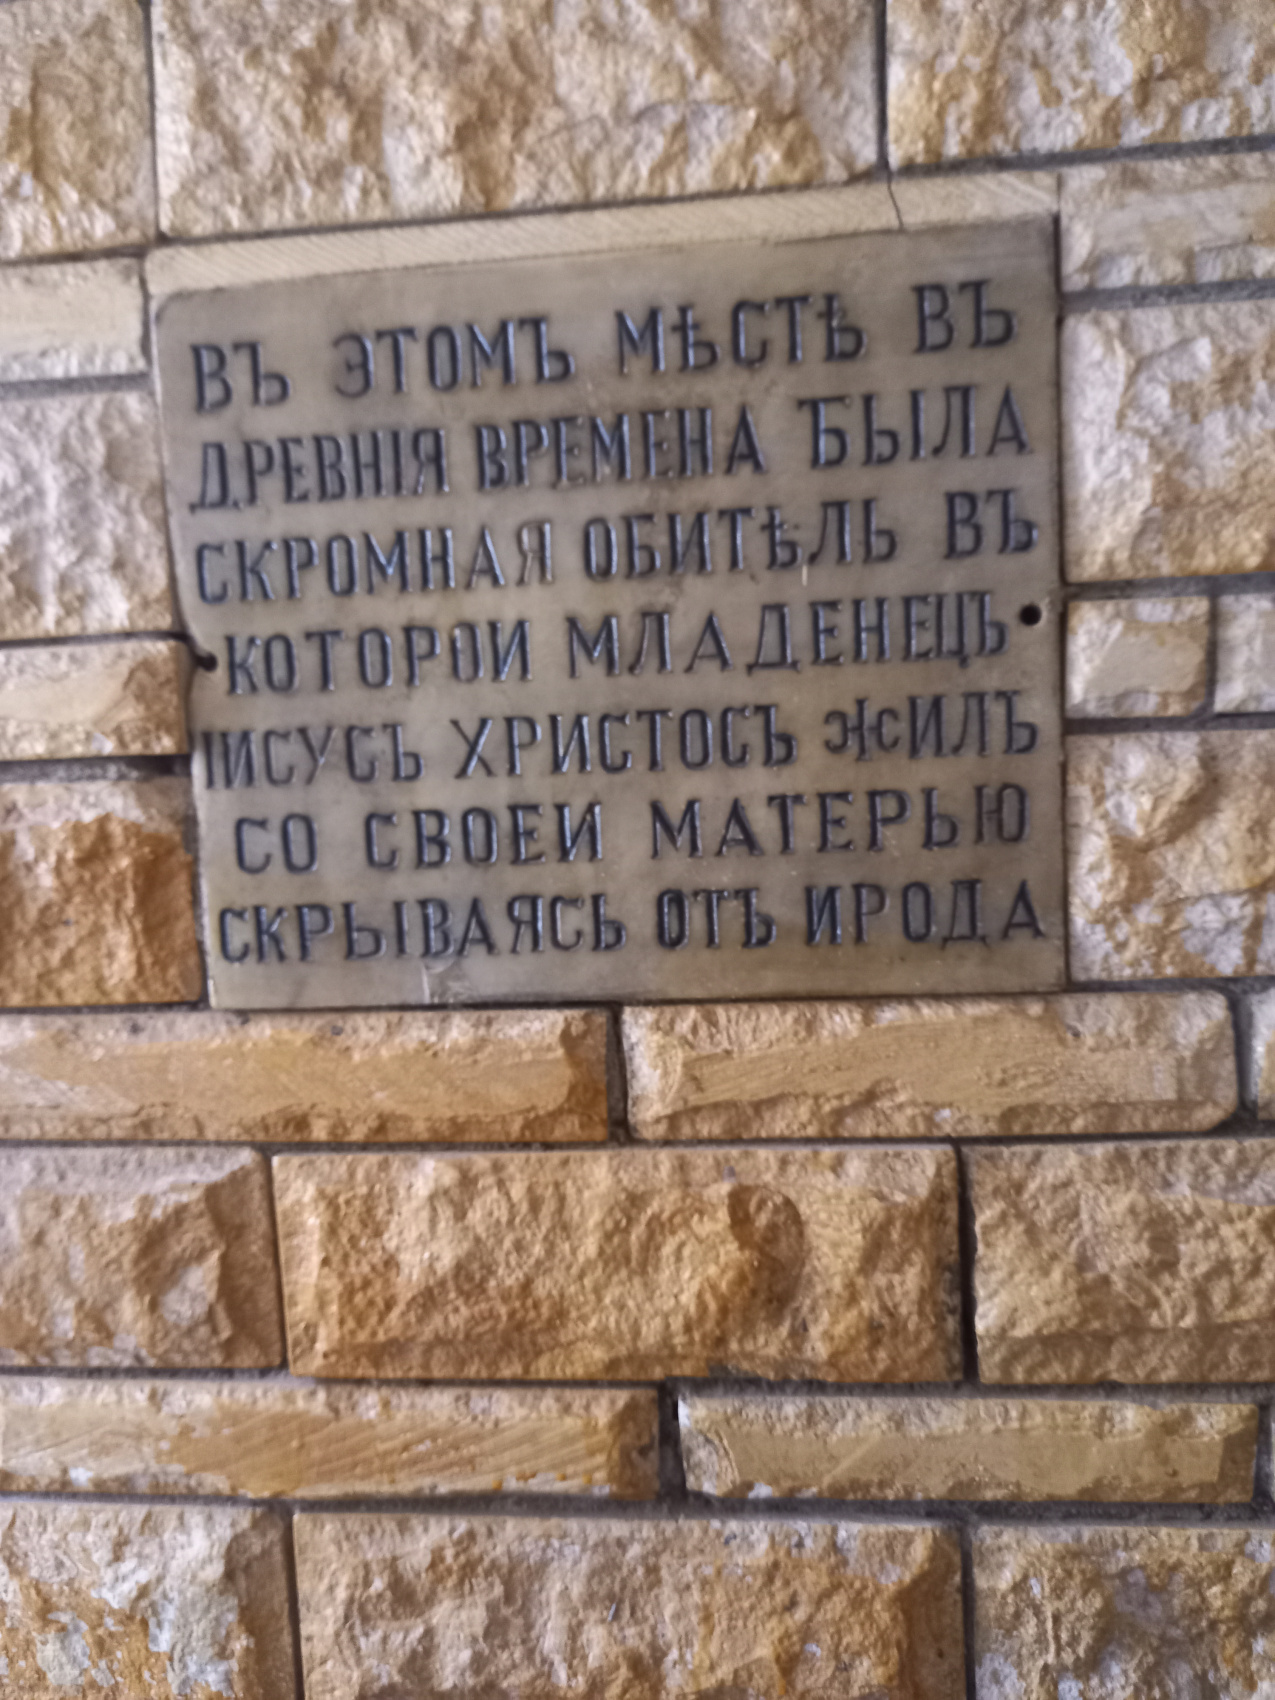 ВЪ ЭТОМЪ МѢСТѢ ВЪ
ДРЕВНІЯ ВРЕМЕНА БЫЛА
СКРОМНАЯ ОБИТѢЛЬ ВЪ
КОТОРОИ МЛАДЕНЕЦЪ
ІИСУСЪ ХРИСТОСЪ ЖИЛЪ
СО СВОЕИ МАТЕРЬЮ
СКРЫВАЯСЬ ОТЪ ИРОДА